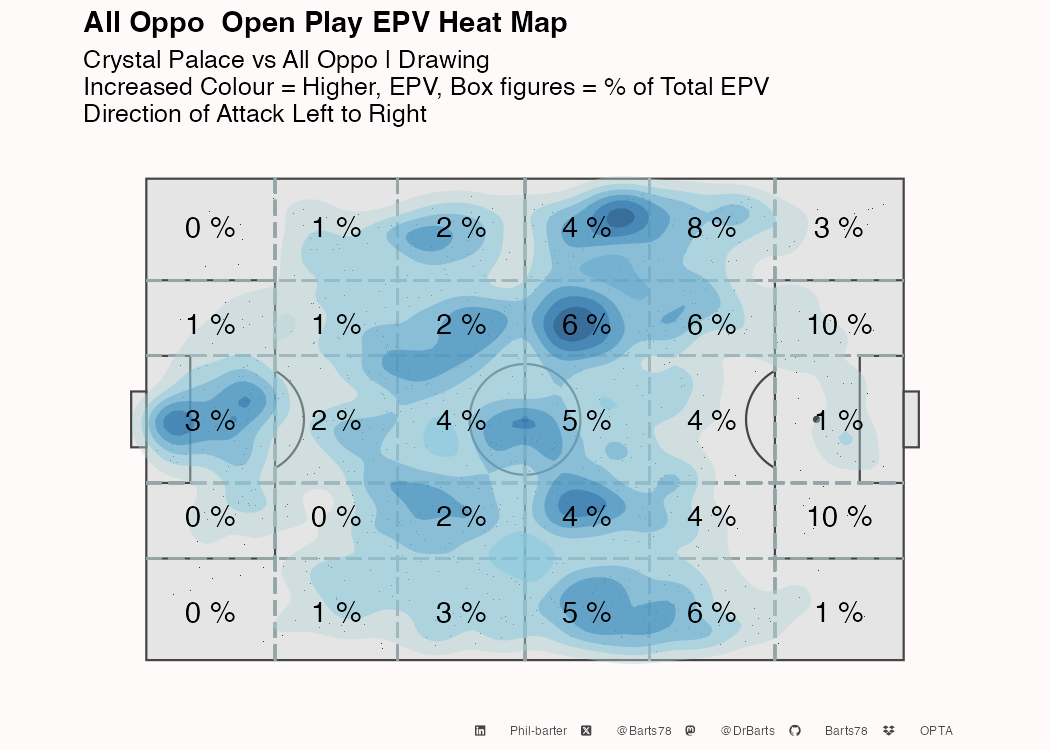 All Oppo  Open Play EPV Heat Map
Crystal Palace vs All Oppo | Drawing
Increased Colour = Higher, EPV, Box figures = % of Total EPV
Direction of Attack Left to Right
0 % 1 % 2 % 4 % 8 % 3 %
1 % 1 % 2 % 6 % 6 % 10 %
3 % 2 % 4 % 5 % 4 % 1 %
0 % 0 % 2 % 4 % 4 % 10 %
0 % 1 % 3 % 5 % 6 % 1 %
Phil-barter @Barts78 @DrBarts Barts78 OPTA